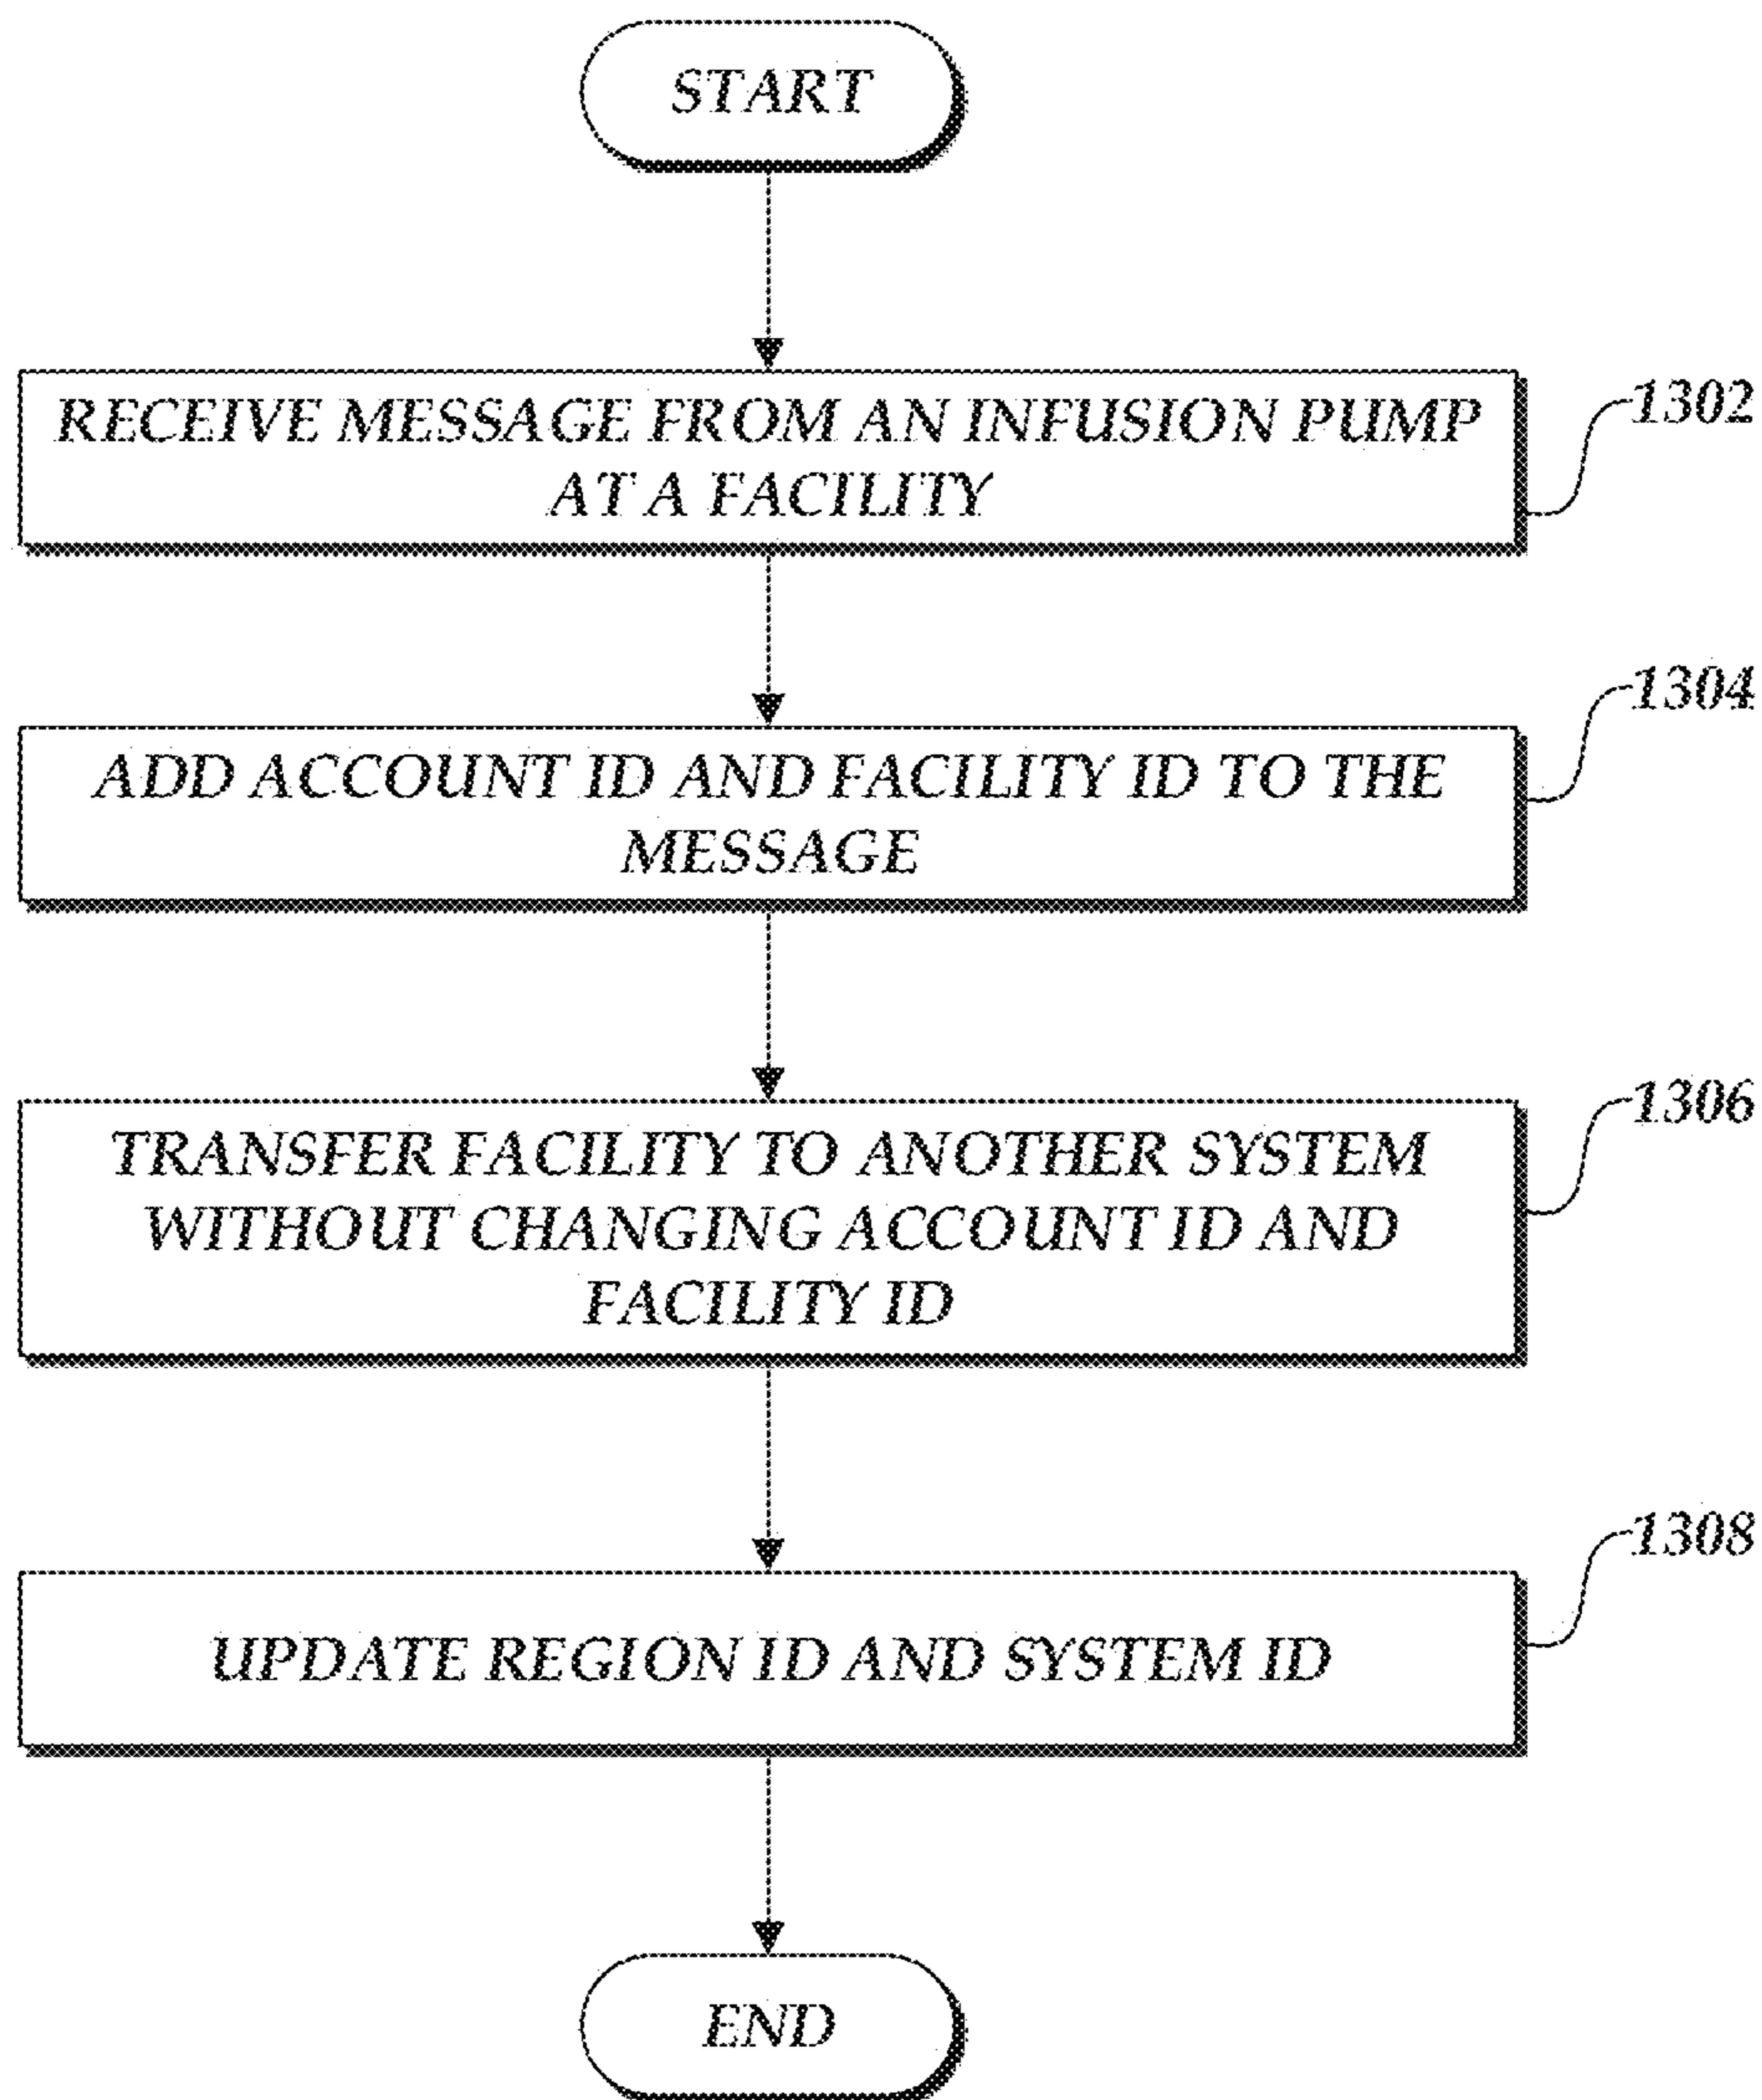 START
RECEIVE MESSAGE FROM AN INFUSION PUMP
AT A FACILITY
1302
ADD ACCOUNT ID AND FACILITY ID TO THE
MESSAGE
1304
TRANSFER FACILITY TO ANOTHER SYSTEM
WITHOUT CHANGING ACCOUNT ID AND
FACILITY ID
1306
UPDATE REGION ID AND SYSTEM ID
1308
END